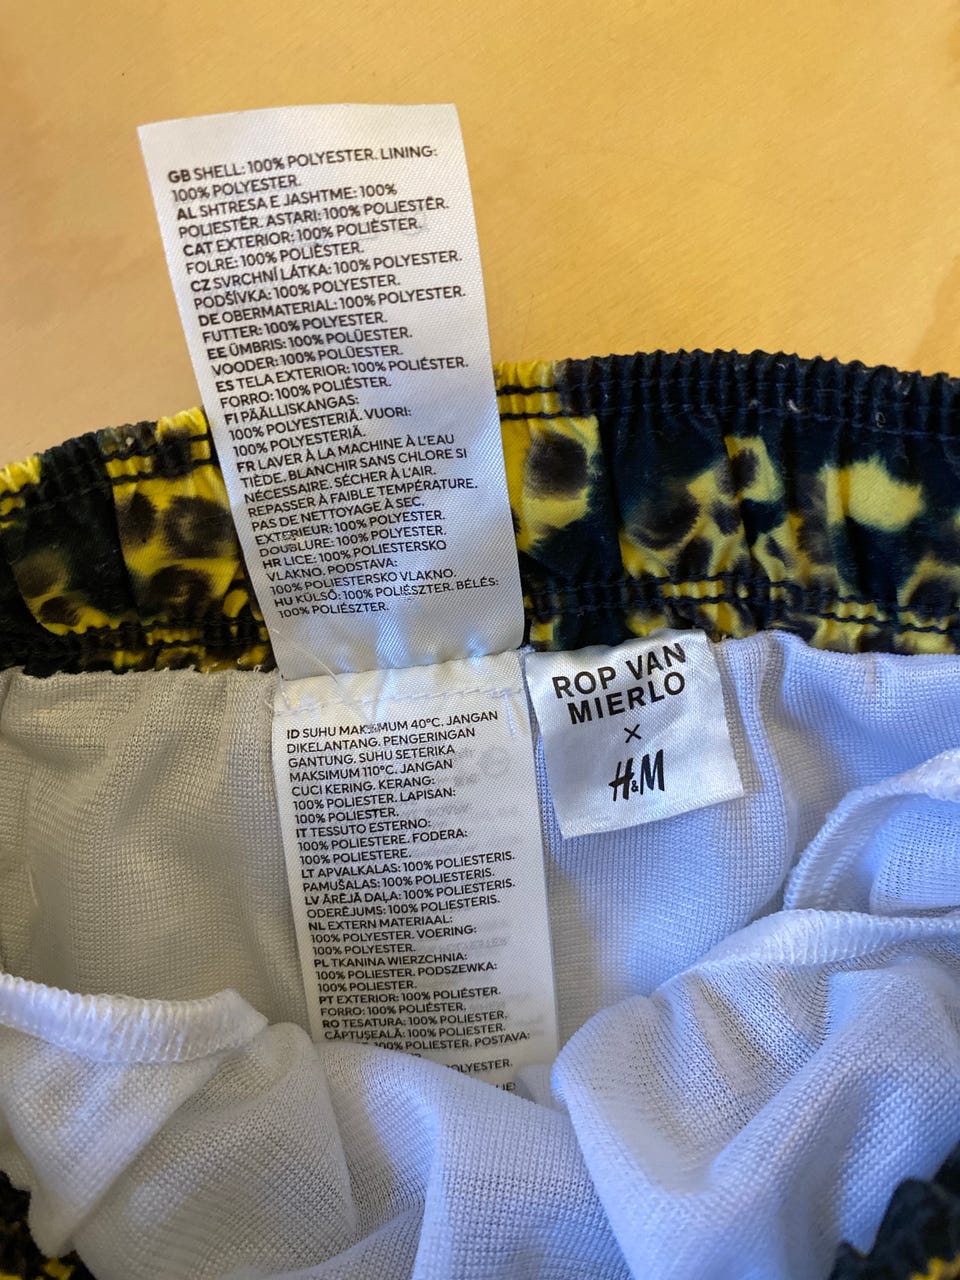 GB SHELL: 100% POLYESTER. LINING:
100% POLYESTER.
AL SHTRESA E JASHTME: 100%
POLIESTËR. ASTARI: 100% POLIESTËR.
CAT EXTERIOR: 100% POLIÈSTER.
FOLRE: 100% POLIÈSTER.
CZ SVRCHNÍ LÁTKA: 100% POLYESTER.
PODŠÍVKA: 100% POLYESTER.
DE OBERMATERIAL: 100% POLYESTER.
FUTTER: 100% POLYESTER.
EE ÜMBRIS: 100% POLÜESTER.
VOODER: 100% POLÜESTER.
ES TELA EXTERIOR: 100% POLIÉSTER.
FORRO: 100% POLIÉSTER.
FI PÄÄLLISKANGAS:
100% POLYESTERIÄ. VUORI:
100% POLYESTERIÄ.
FR LAVER À LA MACHINE À L'EAU
TIÈDE. BLANCHIR SANS CHLORE SI
NÉCESSAIRE. SÉCHER À L'AIR.
REPASSER À FAIBLE TEMPÉRATURE.
PAS DE NETTOYAGE À SEC.
EXTÉRIEUR: 100% POLYESTER.
DOUBLURE: 100% POLYESTER.
HR LICE: 100% POLIESTERSKO
VLAKNO. PODSTAVA:
100% POLIESTERSKO VLAKNO.
HU KÜLSŐ: 100% POLIÉSZTER. BÉLÉS:
100% POLIÉSZTER.
ROP VAN
MIERLO
×
H&M
ID SUHU MAKSIMUM 40°C. JANGAN
DIKELANTANG. PENGERINGAN
GANTUNG. SUHU SETERIKA
MAKSIMUM 110°C. JANGAN
CUCI KERING. KERANG:
100% POLIESTER. LAPISAN:
100% POLIESTER.
IT TESSUTO ESTERNO:
100% POLIESTERE. FODERA:
100% POLIESTERE.
LT APVALKALAS: 100% POLIESTERIS.
PAMUŠALAS: 100% POLIESTERIS.
LV ĀRĒJĀ DAĻA: 100% POLIESTERIS.
ODERĒJUMS: 100% POLIESTERIS.
NL EXTERN MATERIAAL:
100% POLYESTER. VOERING:
100% POLYESTER.
PL TKANINA WIERZCHNIA:
100% POLIESTER. PODSZEWKA:
100% POLIESTER.
PT EXTERIOR: 100% POLIÉSTER.
FORRO: 100% POLIÉSTER.
RO TESATURA: 100% POLIESTER.
CĂPTUȘEALĂ: 100% POLIESTER.
100% POLIESTER. POSTAVA:
POLYESTER.